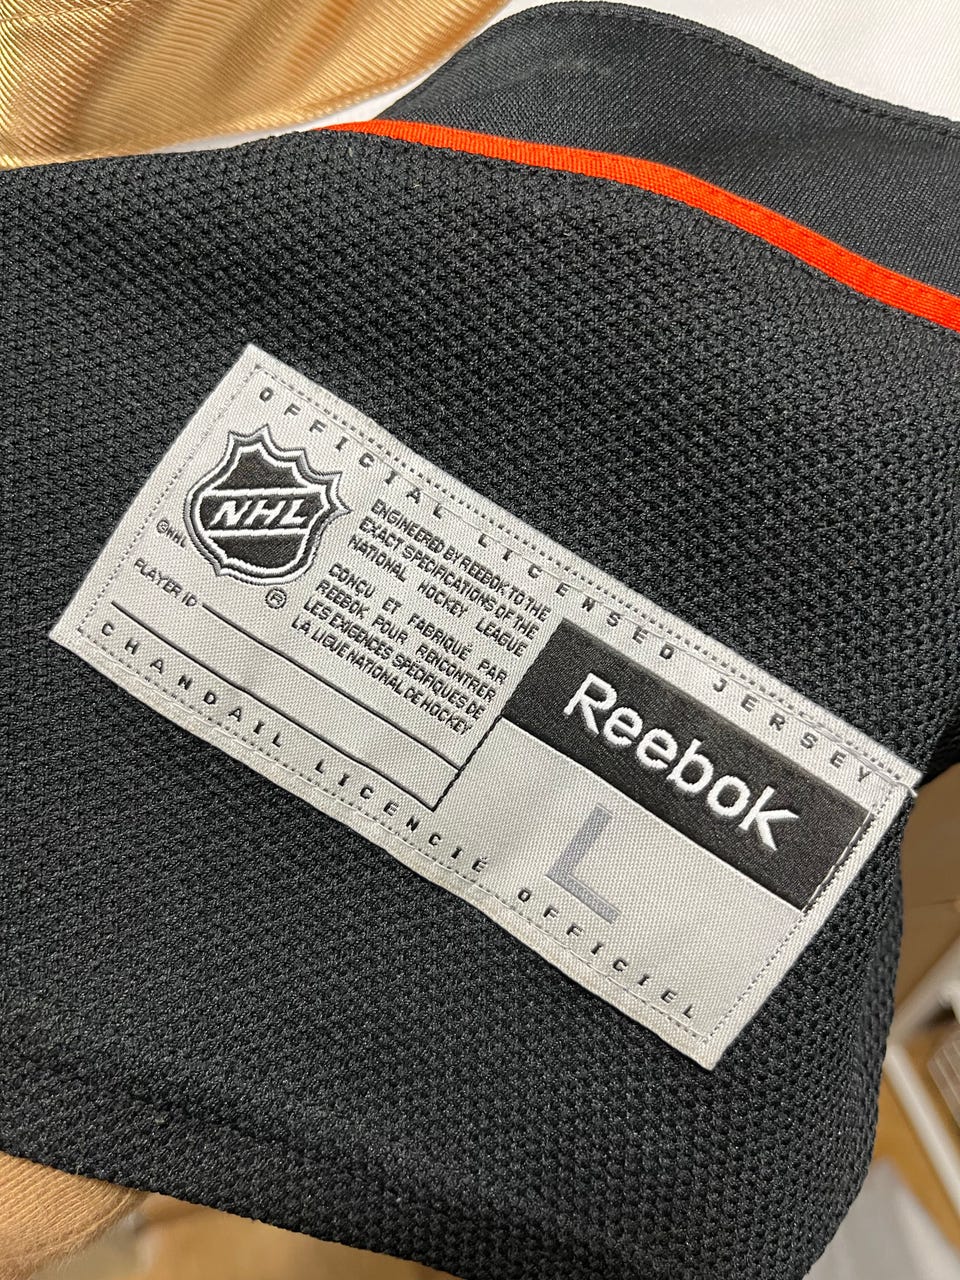 OFFICIAL LICENSED JERSEY
NHL
©NHL
®
ENGINEERED BY REEBOK TO THE
EXACT SPECIFICATIONS OF THE
NATIONAL HOCKEY LEAGUE
CONÇU ET FABRIQUÉ PAR
REEBOK POUR RENCONTRER
LES EXIGENCES SPÉCIFIQUES DE
LA LIGUE NATIONAL DE HOCKEY
PLAYER ID
Reebok
L
CHANDAIL LICENCIÉ OFFICIEL